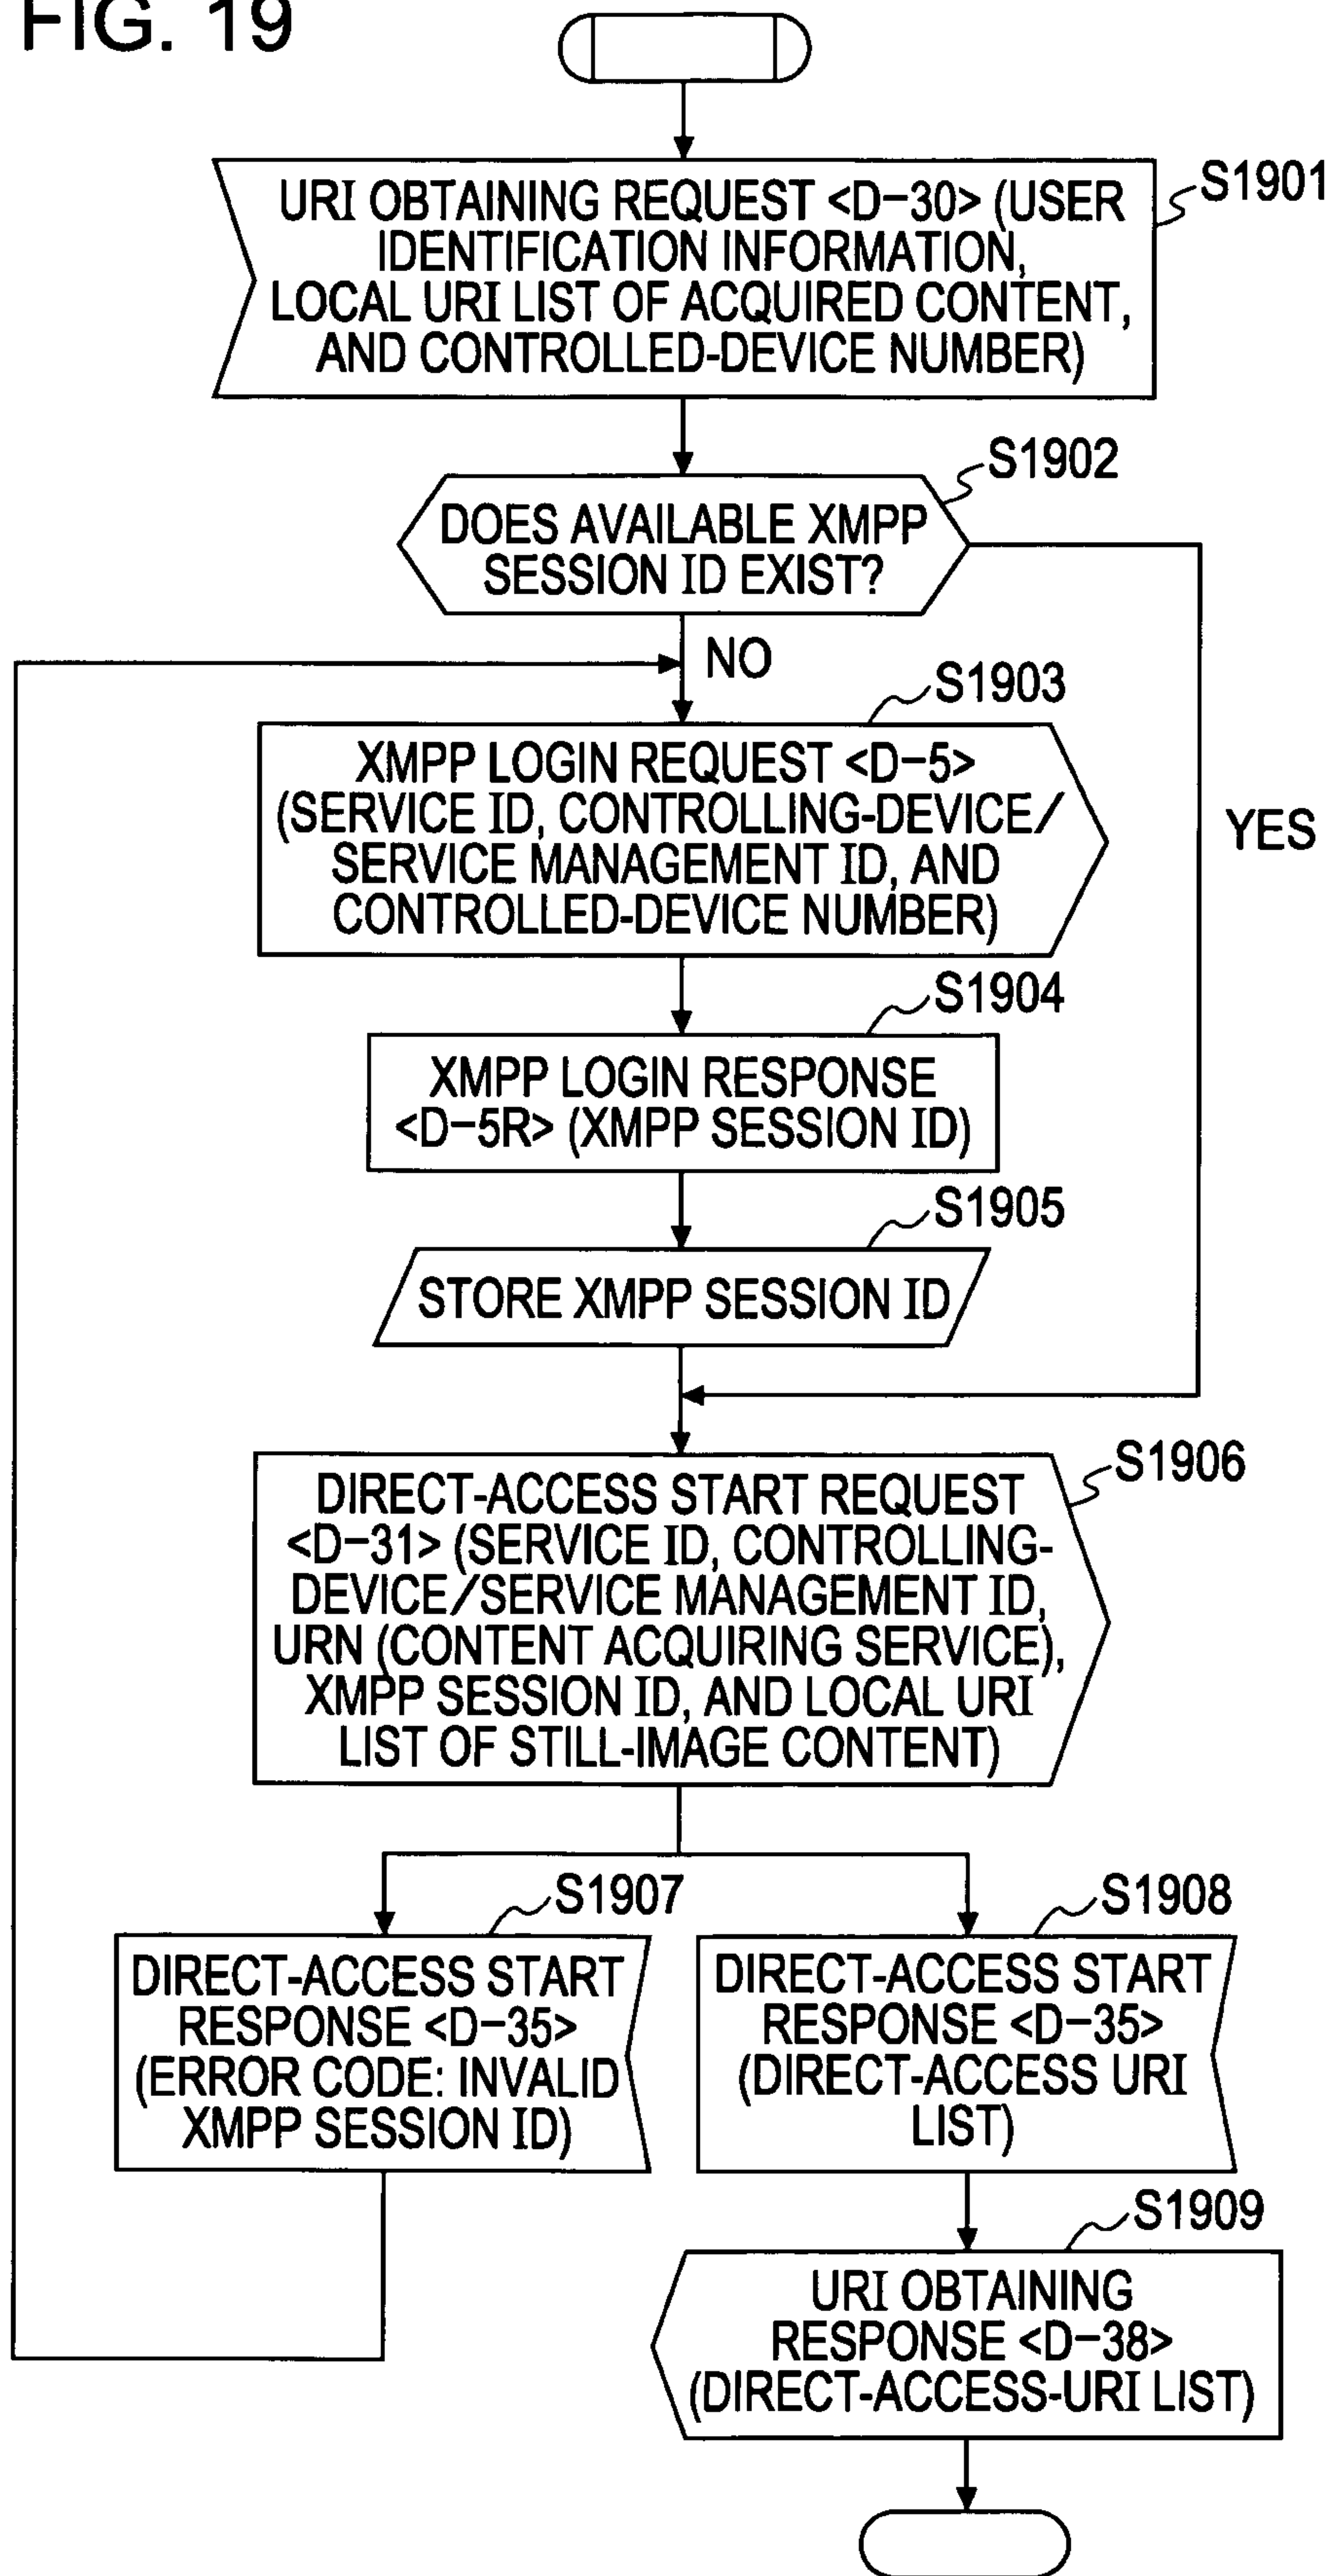 FIG. 19
URI OBTAINING REQUEST <D-30> (USER
IDENTIFICATION INFORMATION,
LOCAL URI LIST OF ACQUIRED CONTENT,
AND CONTROLLED-DEVICE NUMBER)
S1901
DOES AVAILABLE XMPP
SESSION ID EXIST?
S1902
NO
YES
S1903
XMPP LOGIN REQUEST <D-5>
(SERVICE ID, CONTROLLING-DEVICE/
SERVICE MANAGEMENT ID, AND
CONTROLLED-DEVICE NUMBER)
S1904
XMPP LOGIN RESPONSE
<D-5R> (XMPP SESSION ID)
S1905
STORE XMPP SESSION ID
S1906
DIRECT-ACCESS START REQUEST
<D-31> (SERVICE ID, CONTROLLING-
DEVICE/SERVICE MANAGEMENT ID,
URN (CONTENT ACQUIRING SERVICE),
XMPP SESSION ID, AND LOCAL URI
LIST OF STILL-IMAGE CONTENT)
S1907
DIRECT-ACCESS START
RESPONSE <D-35>
(ERROR CODE: INVALID
XMPP SESSION ID)
S1908
DIRECT-ACCESS START
RESPONSE <D-35>
(DIRECT-ACCESS URI
LIST)
S1909
URI OBTAINING
RESPONSE <D-38>
(DIRECT-ACCESS-URI LIST)